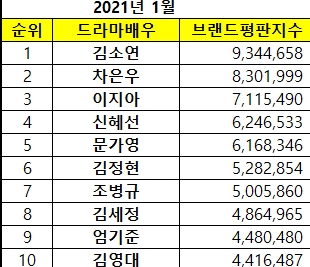 2021년 1월
순위 드라마배우 브랜드평판지수
1 김소연 9,344,658
2 차은우 8,301,999
3 이지아 7,115,490
4 신혜선 6,246,533
5 문가영 6,168,346
6 김정현 5,282,854
7 조병규 5,005,860
8 김세정 4,864,965
9 엄기준 4,480,480
10 김영대 4,416,487